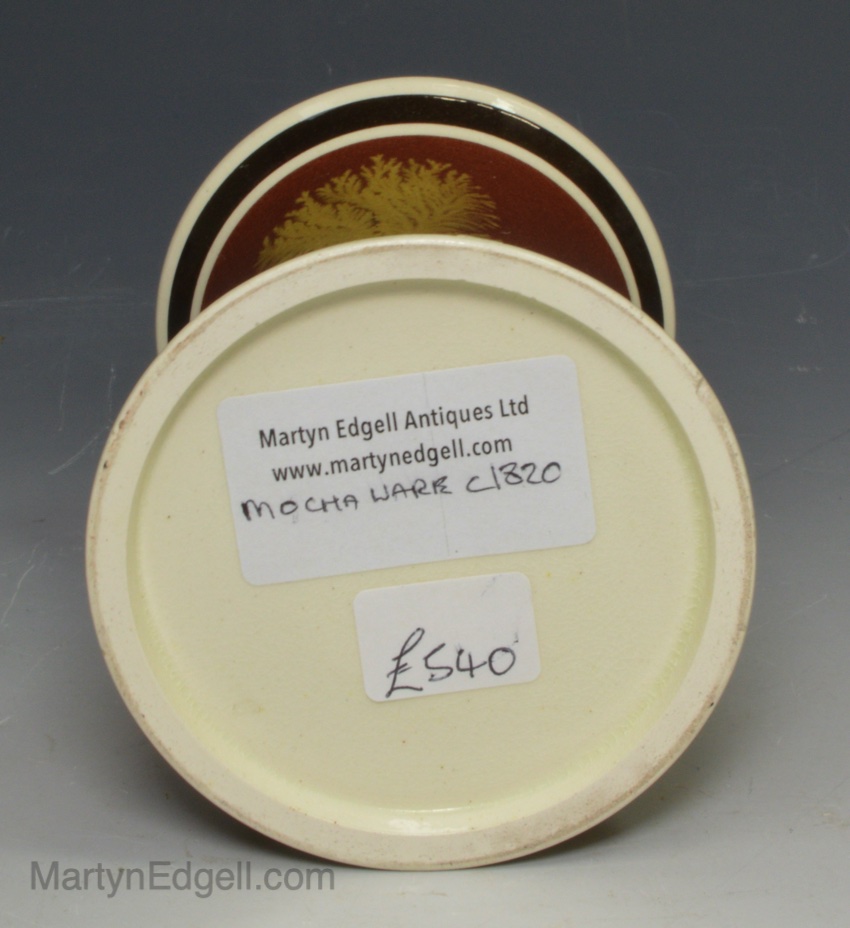 Martyn Edgell Antiques Ltd
www.martynedgell.com
MOCHA WARE C1820
£540
MartynEdgell.com